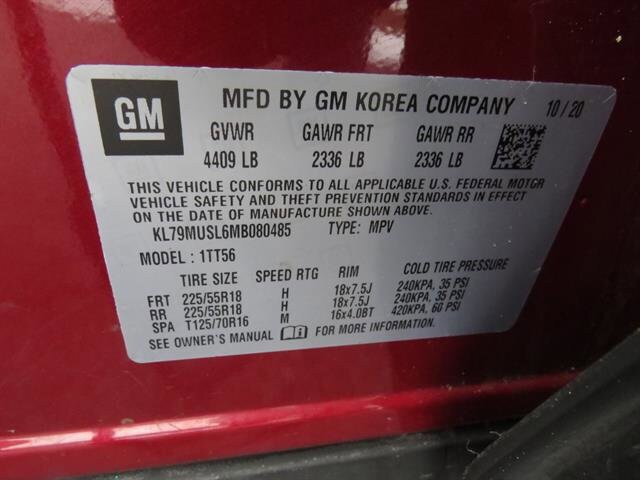 GM MFD BY GM KOREA COMPANY 10/20
GVWR GAWR FRT GAWR RR
4409 LB 2336 LB 2336 LB
THIS VEHICLE CONFORMS TO ALL APPLICABLE U.S. FEDERAL MOTOR
VEHICLE SAFETY AND THEFT PREVENTION STANDARDS IN EFFECT
ON THE DATE OF MANUFACTURE SHOWN ABOVE.
KL79MUSL6MB080485 TYPE: MPV
MODEL : 1TT56
TIRE SIZE SPEED RTG RIM COLD TIRE PRESSURE
FRT 225/55R18 H 18x7.5J 240KPA, 35 PSI
RR 225/55R18 H 18x7.5J 240KPA, 35 PSI
SPA T125/70R16 M 16x4.0BT 420KPA, 60 PSI
SEE OWNER'S MANUAL FOR MORE INFORMATION.